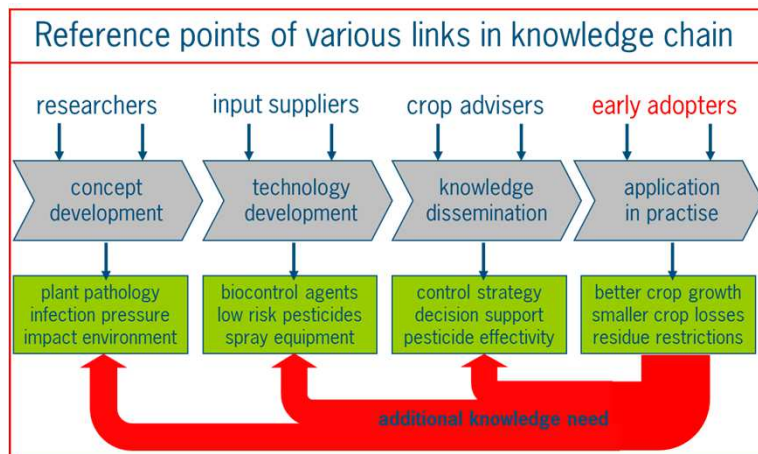 Reference points of various links in knowledge chain
researchers
input suppliers
crop advisers
early adopters
concept
development
technology
development
knowledge
dissemination
application
in practise
plant pathology
infection pressure
impact environment
biocontrol agents
low risk pesticides
spray equipment
control strategy
decision support
pesticide effectivity
better crop growth
smaller crop losses
residue restrictions
additional knowledge need